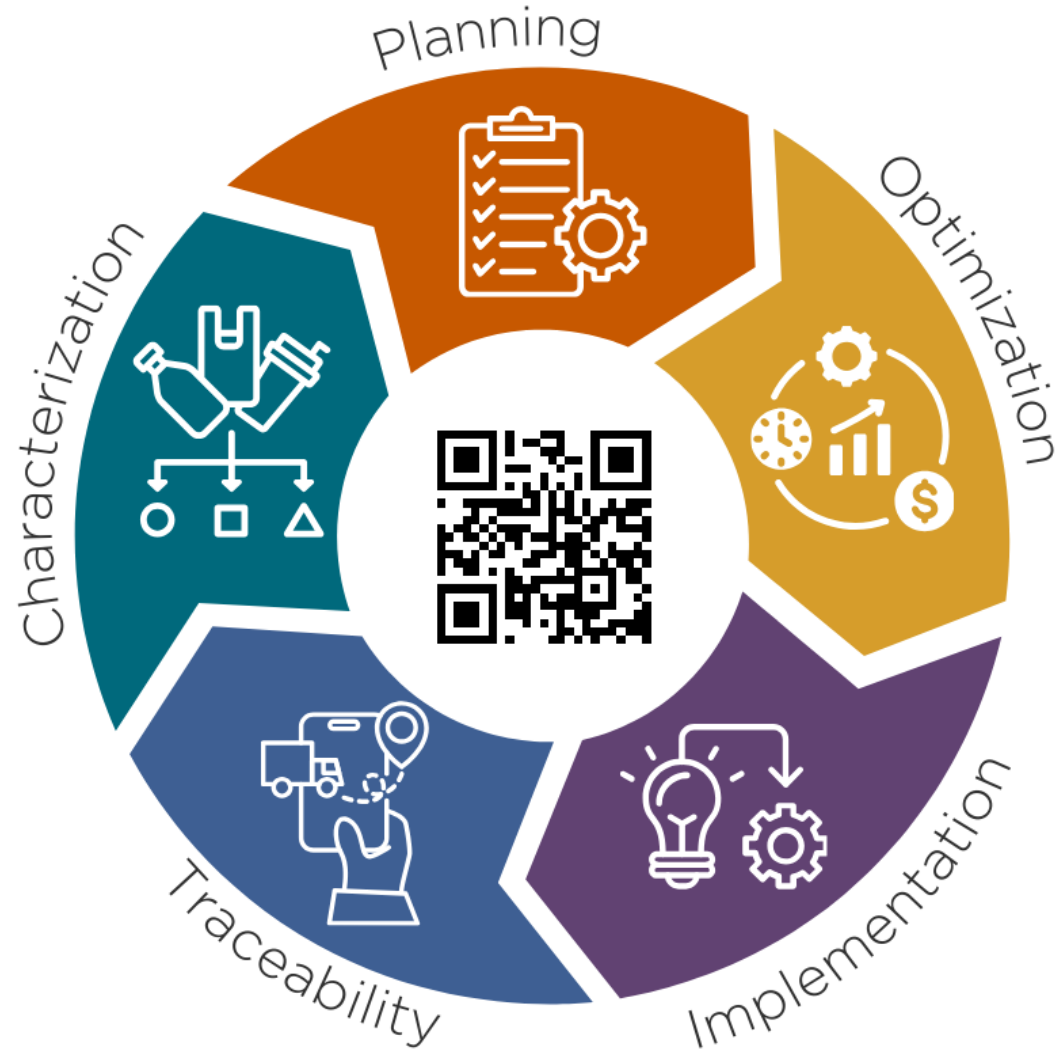 Planning
Optimization
Implementation
Traceability
Characterization
$